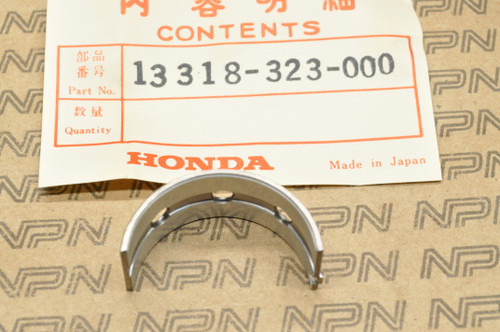 内容明細
CONTENTS
部品
番号
Part No.
13318-323-000
数量
Quantity
HONDA
Made in Japan
NPN